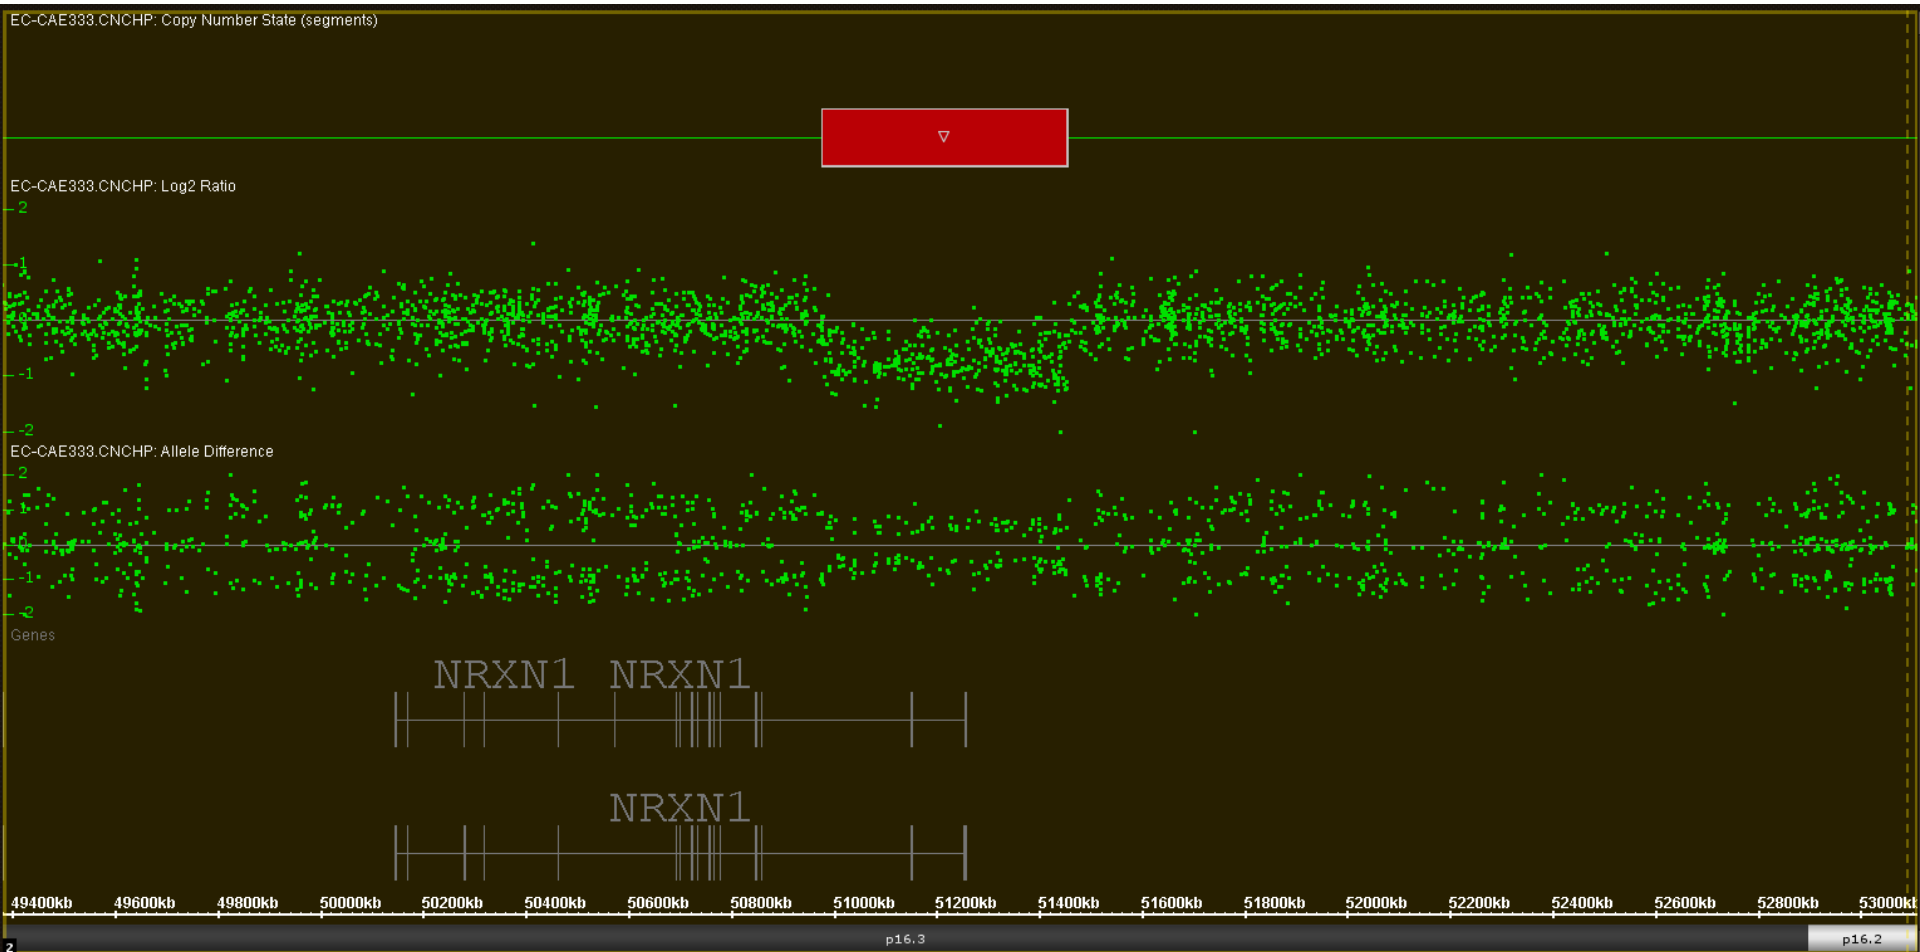 EC-CAE333.CNCHP: Copy Number State (segments)
EC-CAE333.CNCHP: Log2 Ratio
2
1
0
-1
-2
EC-CAE333.CNCHP: Allele Difference
2
1
0
-1
-2
Genes
NRXN1 NRXN1
NRXN1
49400kb 49600kb 49800kb 50000kb 50200kb 50400kb 50600kb 50800kb 51000kb 51200kb 51400kb 51600kb 51800kb 52000kb 52200kb 52400kb 52600kb 52800kb 53000k
2 p16.3 p16.2